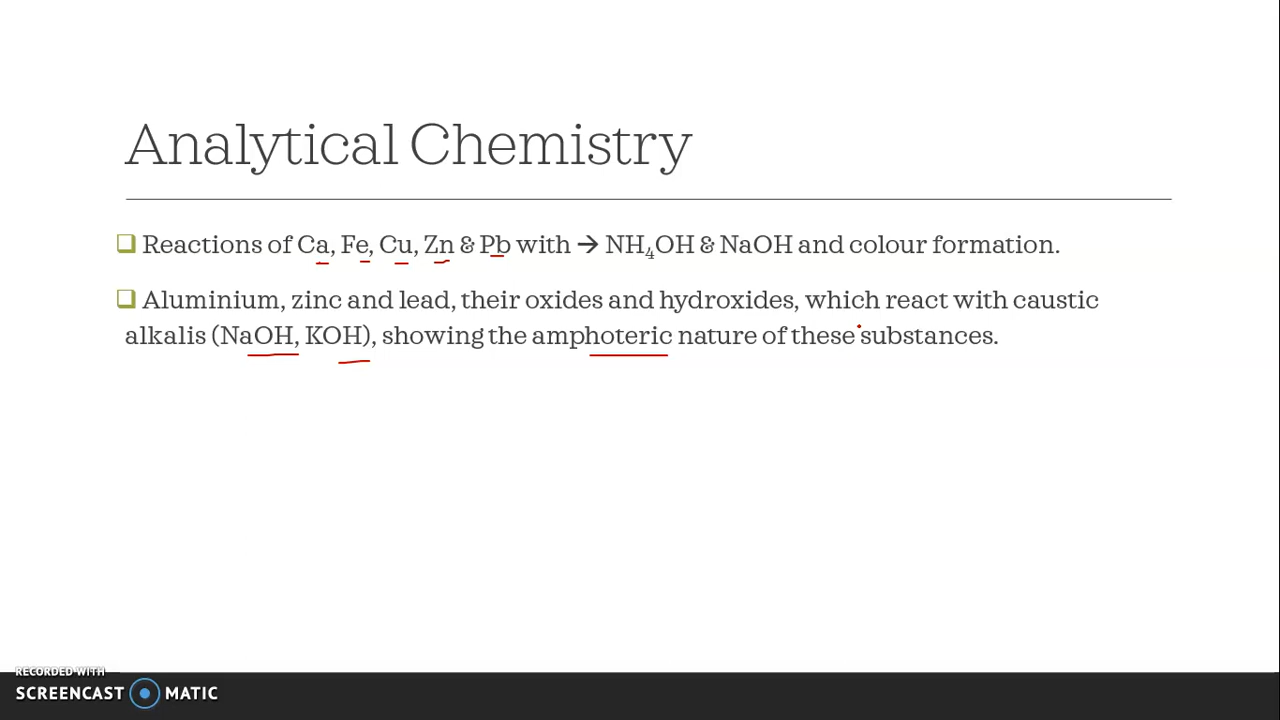 Analytical Chemistry
Reactions of Ca, Fe, Cu, Zn & Pb with → NH₄OH & NaOH and colour formation.
Aluminium, zinc and lead, their oxides and hydroxides, which react with caustic
alkalis (NaOH, KOH), showing the amphoteric nature of these substances.
RECORDED WITH
SCREENCAST MATIC